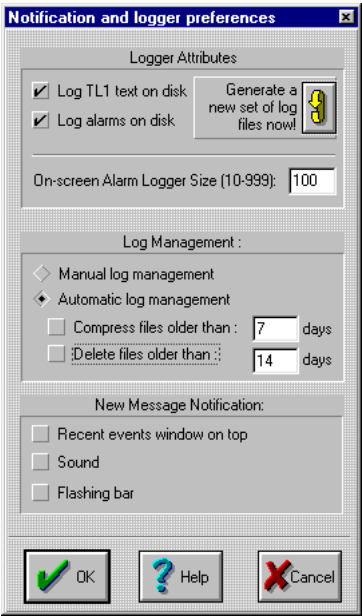 Notification and logger preferences
Logger Attributes
Log TL1 text on disk
Log alarms on disk
Generate a
new set of log
files now!
On-screen Alarm Logger Size (10-999): 100
Log Management :
Manual log management
Automatic log management
Compress files older than : 7 days
Delete files older than : 14 days
New Message Notification:
Recent events window on top
Sound
Flashing bar
OK Help Cancel